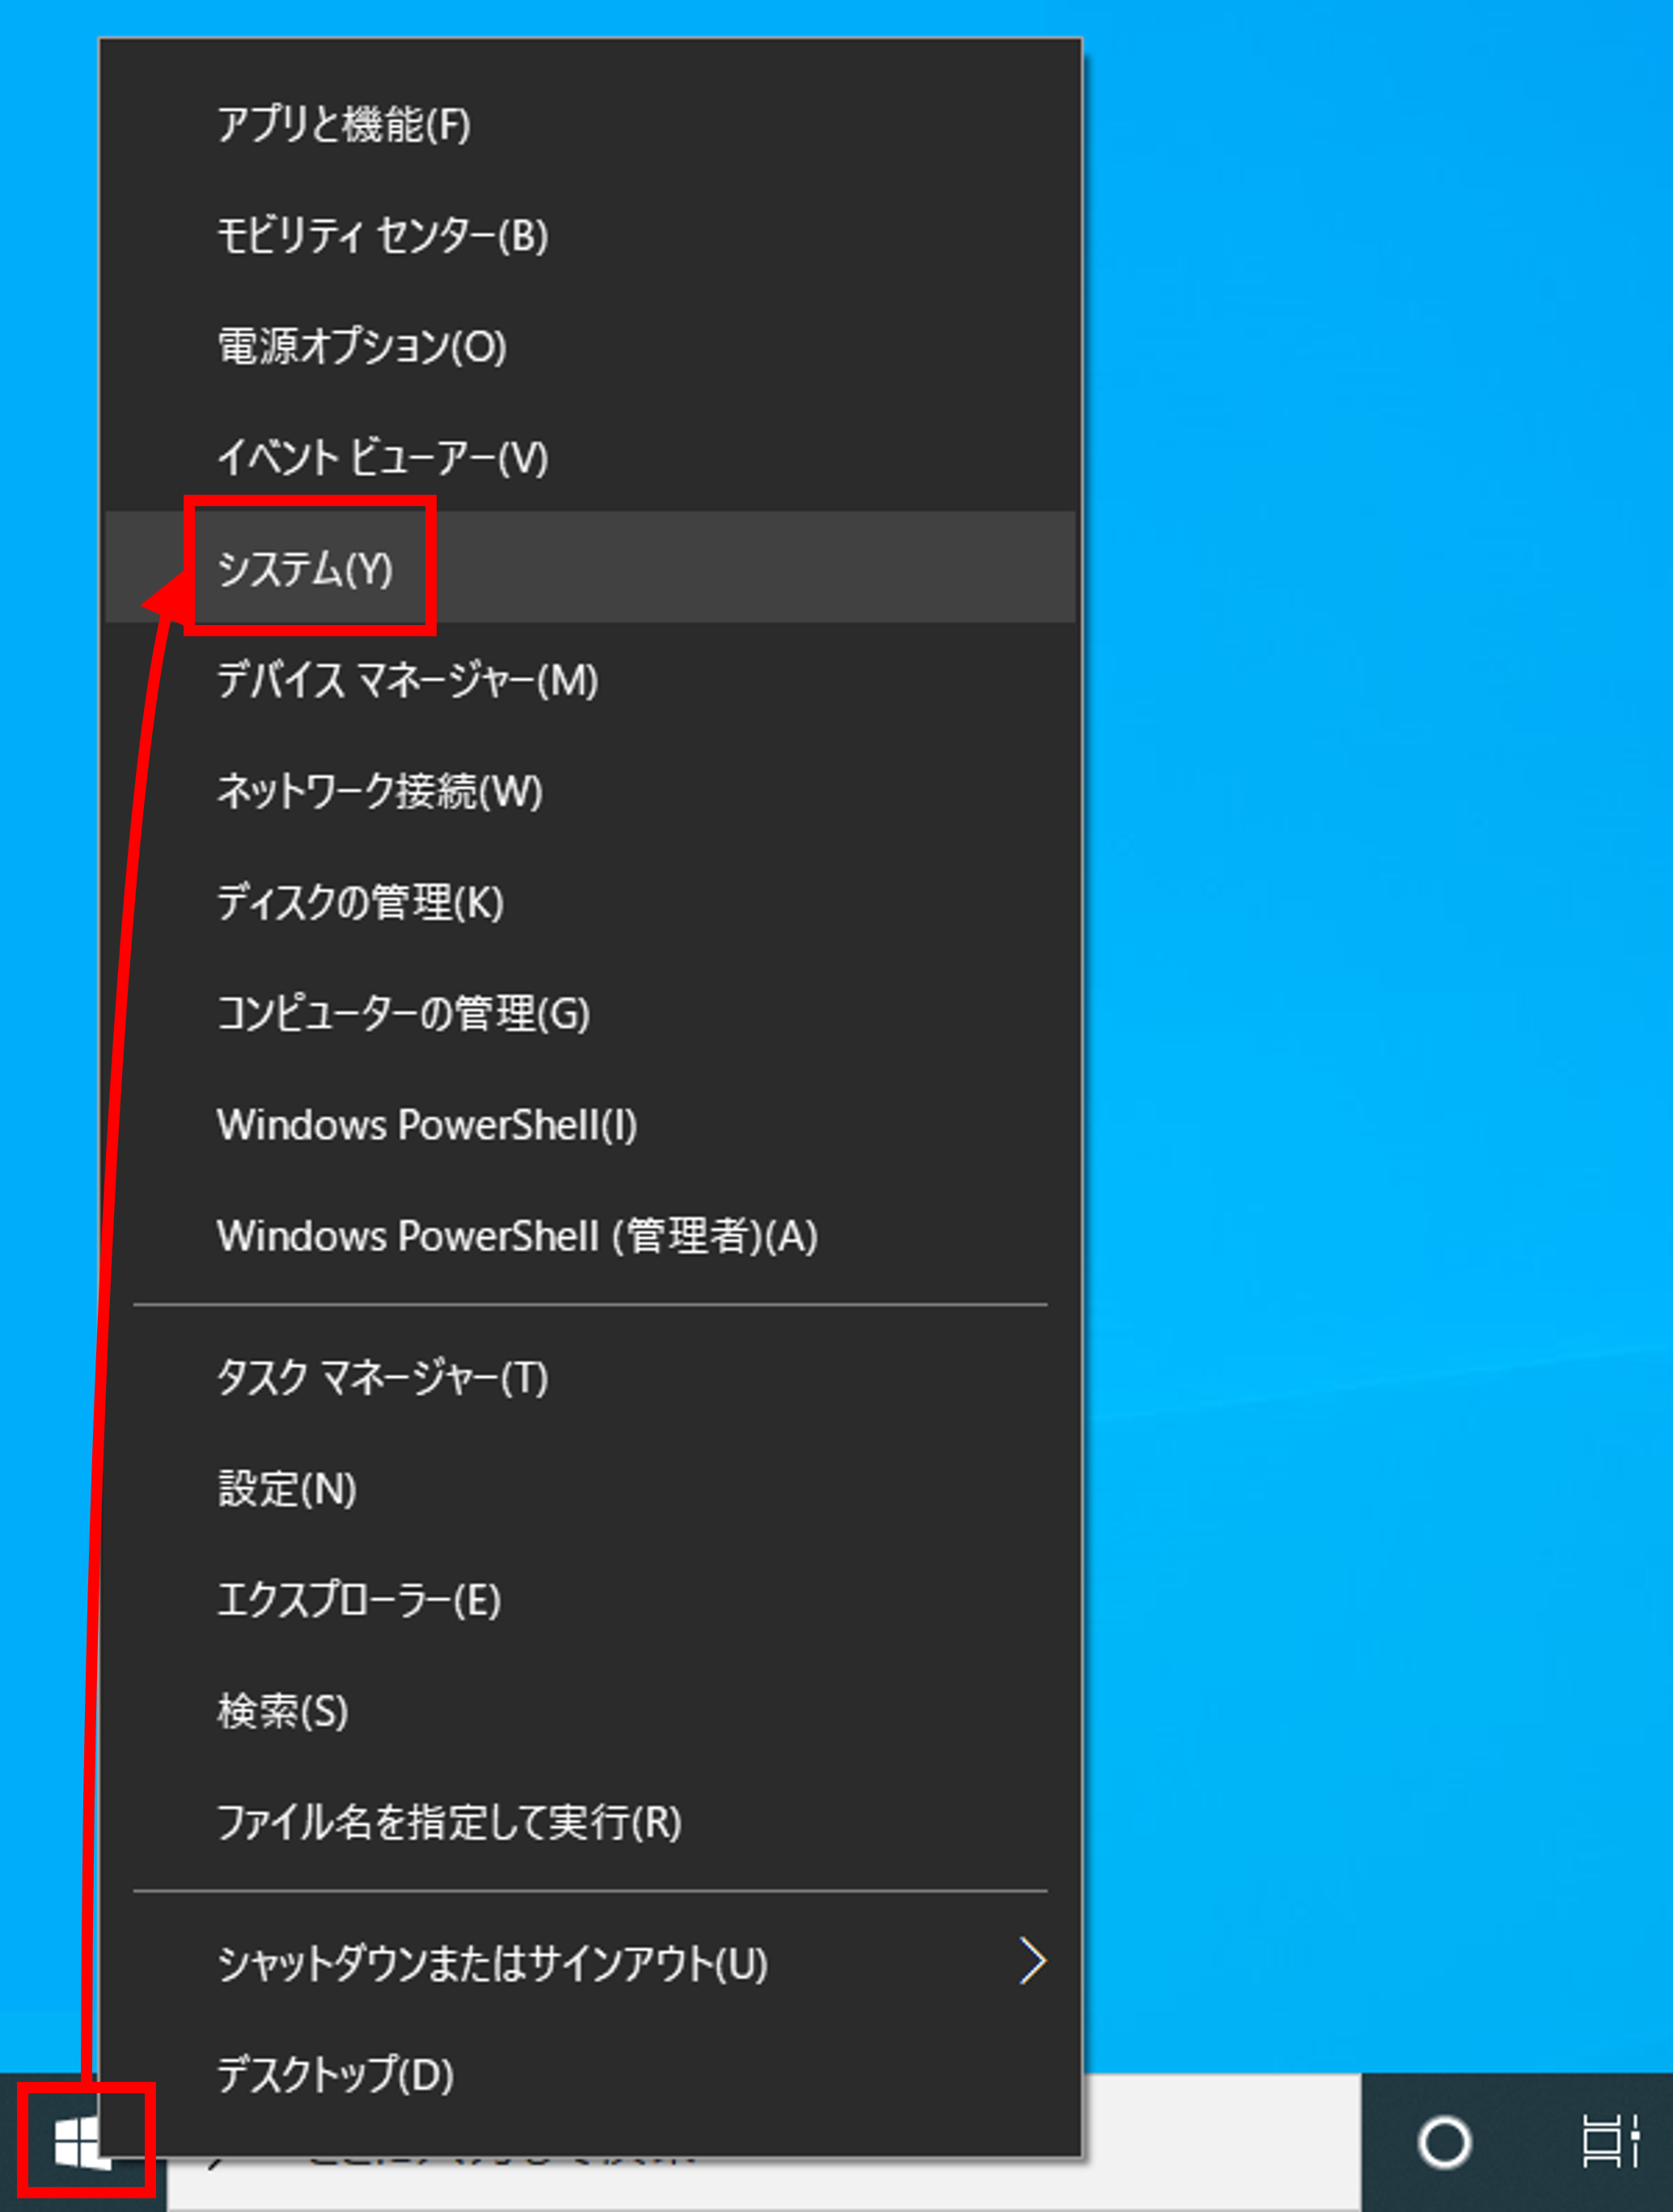 アプリと機能(F)
モビリティ センター(B)
電源オプション(O)
イベント ビューアー(V)
システム(Y)
デバイス マネージャー(M)
ネットワーク接続(W)
ディスクの管理(K)
コンピューターの管理(G)
Windows PowerShell(I)
Windows PowerShell (管理者)(A)
タスク マネージャー(T)
設定(N)
エクスプローラー(E)
検索(S)
ファイル名を指定して実行(R)
シャットダウンまたはサインアウト(U)
デスクトップ(D)